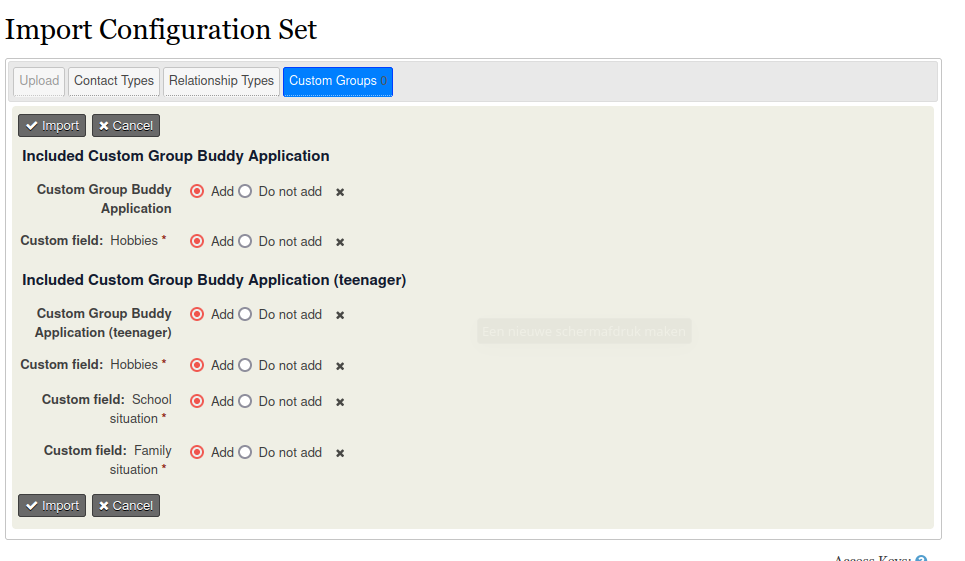 Import Configuration Set
Upload Contact Types Relationship Types Custom Groups 0
Import Cancel
Included Custom Group Buddy Application
Custom Group Buddy Add Do not add
Application
Custom field: Hobbies * Add Do not add
Included Custom Group Buddy Application (teenager)
Custom Group Buddy Add Do not add
Application (teenager)
Een nieuwe schermafdruk maken
Custom field: Hobbies * Add Do not add
Custom field: School Add Do not add
situation *
Custom field: Family Add Do not add
situation *
Import Cancel
Access Keys: ?